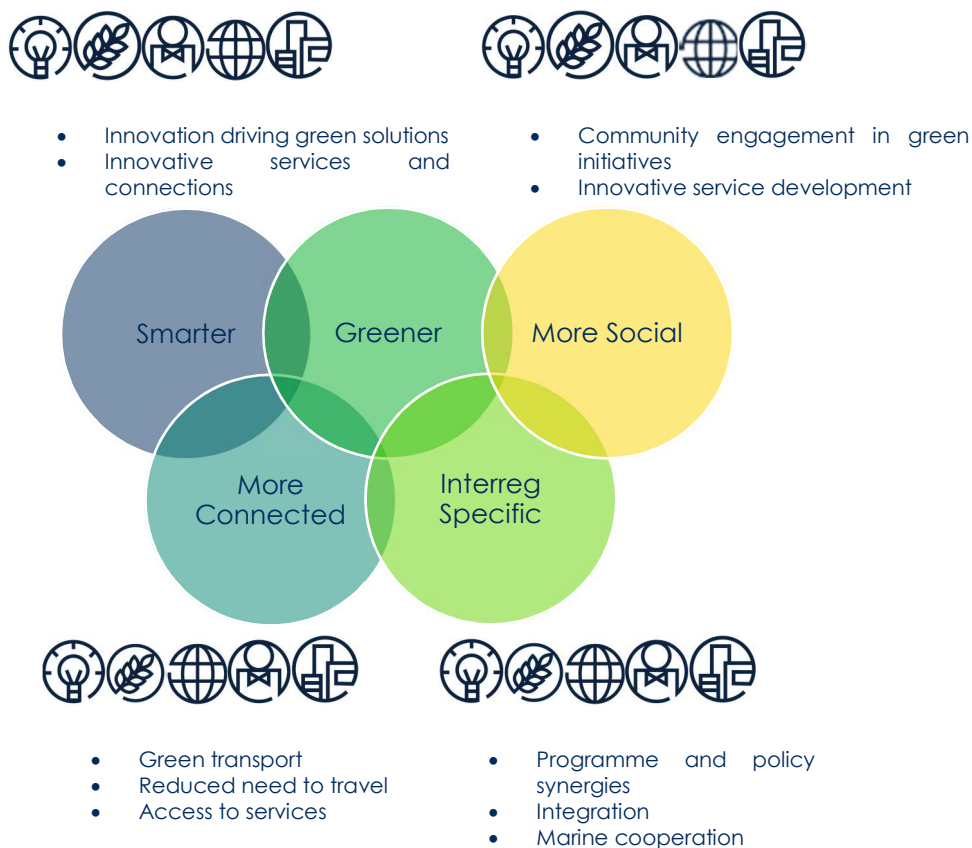 • Innovation driving green solutions
• Innovative services and
connections
• Community engagement in green
initiatives
• Innovative service development
Smarter
Greener
More Social
More
Connected
Interreg
Specific
• Green transport
• Reduced need to travel
• Access to services
• Programme and policy
synergies
• Integration
• Marine cooperation